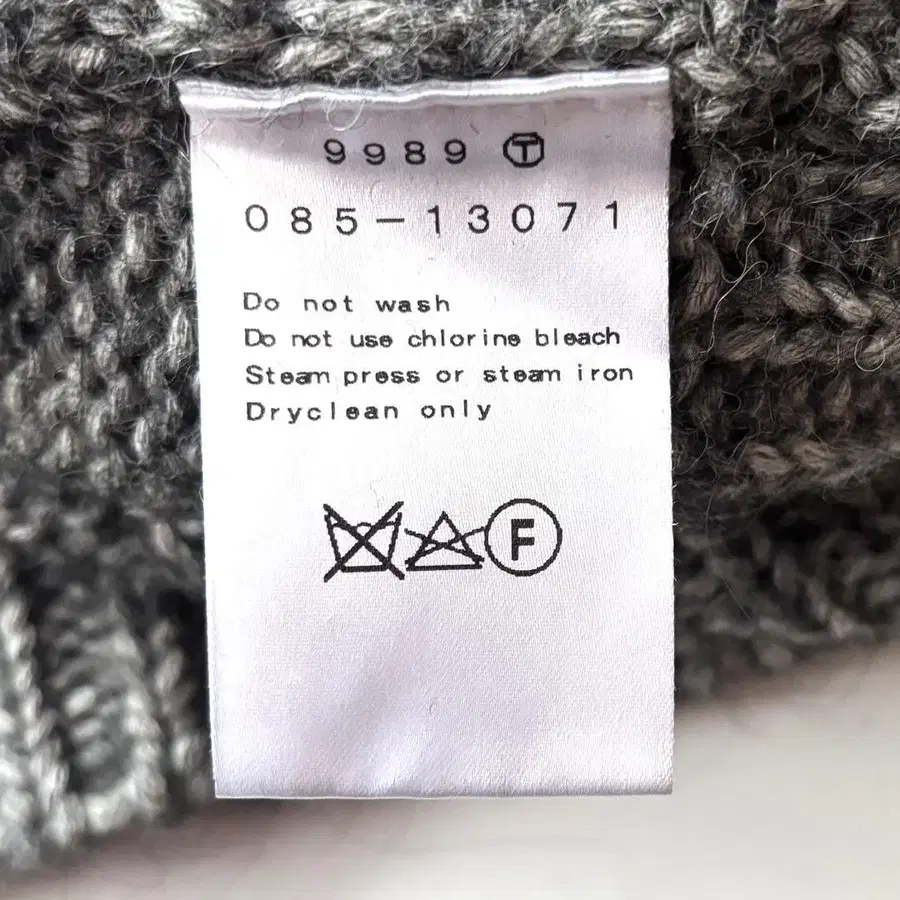 9989 Ⓣ
085-13071
Do not wash
Do not use chlorine bleach
Steam press or steam iron
Dryclean only
F